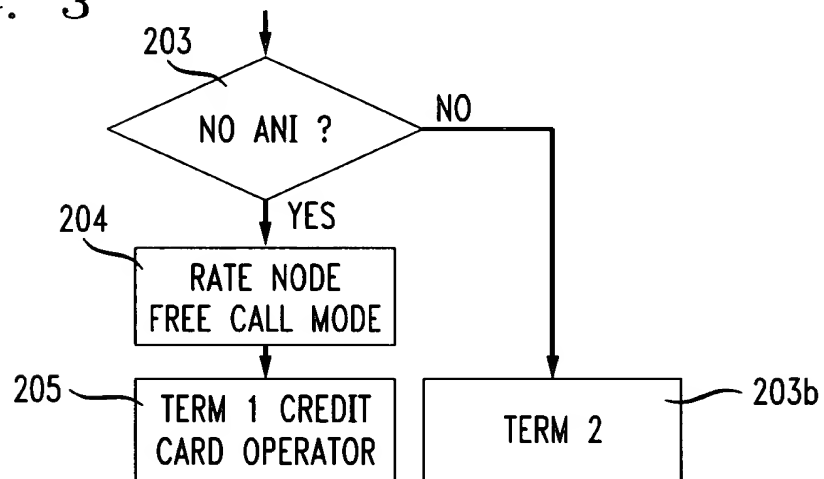 3
203
NO ANI ?
NO
YES
204
RATE NODE
FREE CALL MODE
205
TERM 1 CREDIT
CARD OPERATOR
TERM 2
203b